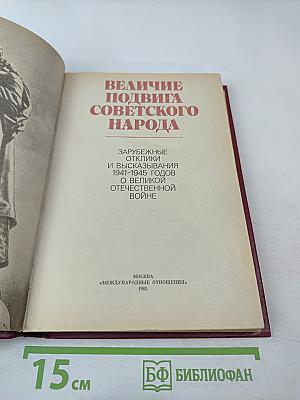 ВЕЛИЧИЕ
ПОДВИГА
СОВЕТСКОГО
НАРОДА
ЗАРУБЕЖНЫЕ
ОТКЛИКИ
И ВЫСКАЗЫВАНИЯ
1941–1945 ГОДОВ
О ВЕЛИКОЙ
ОТЕЧЕСТВЕННОЙ
ВОЙНЕ
МОСКВА
«МЕЖДУНАРОДНЫЕ ОТНОШЕНИЯ»
1985
15 см
БФ БИБЛИОФАН